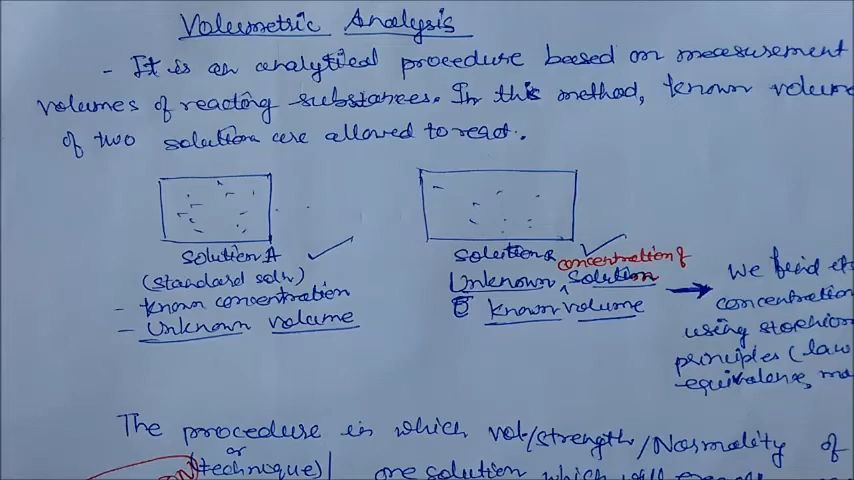 Volumetric Analysis
- It is an analytical procedure based on measurement
volumes of reacting substances. In this method, known volume
of two solution are allowed to react.
Solution A
(standard soln)
- known concentration
- Unknown volume
solution
concentration of
Unknown ^ solution
known volume
→ We find its
concentration
using
principles (law
equivalence, mo
The procedure in which vol/strength/Normality of
or
(technique)
one solution which will